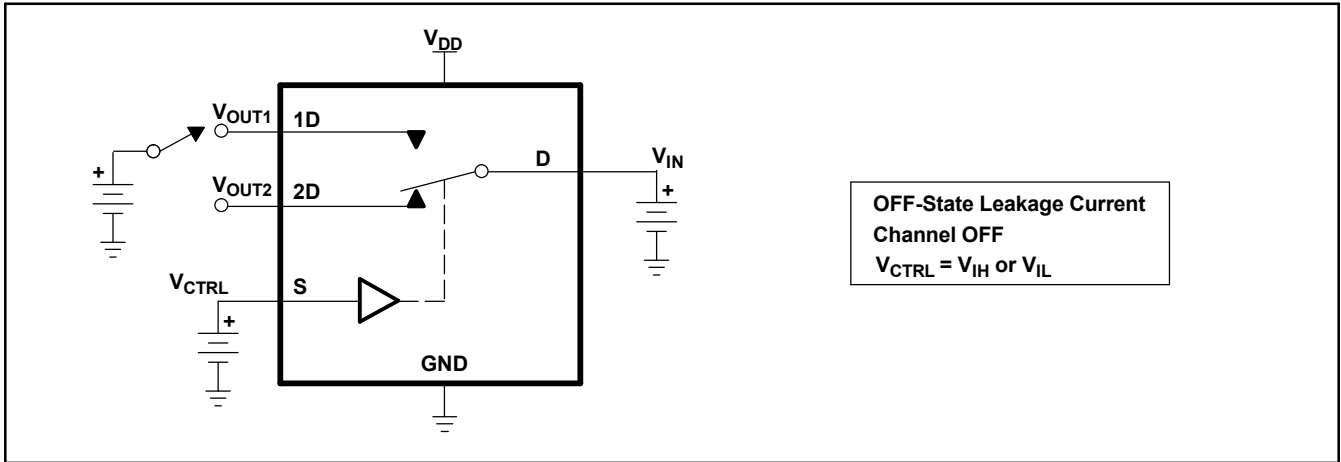 VDD
VOUT1
1D
D
VIN
+
+
VOUT2
2D
VCTRL
S
+
GND
OFF-State Leakage Current
Channel OFF
VCTRL = VIH or VIL